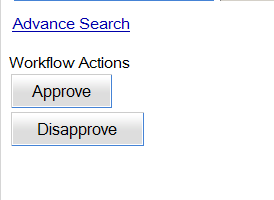 Advance Search
Workflow Actions
Approve
Disapprove